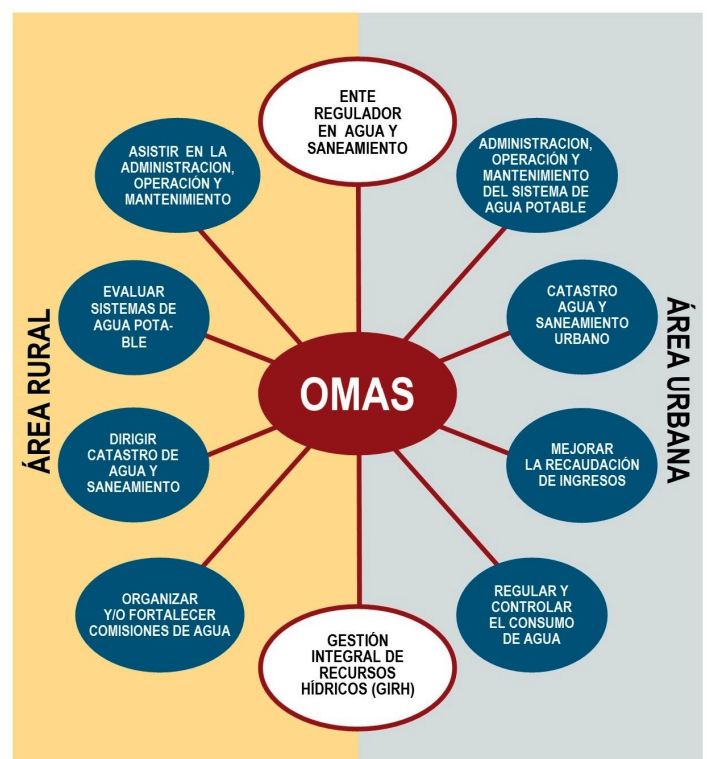 ENTE
REGULADOR
EN AGUA Y
SANEAMIENTO
ASISTIR EN LA
ADMINISTRACION,
OPERACIÓN Y
MANTENIMIENTO
ADMINISTRACION,
OPERACIÓN Y
MANTENIMIENTO
DEL SISTEMA DE
AGUA POTABLE
EVALUAR
SISTEMAS DE
AGUA POTA-
BLE
CATASTRO
AGUA Y
SANEAMIENTO
URBANO
ÁREA RURAL
OMAS
ÁREA URBANA
DIRIGIR
CATASTRO DE
AGUA Y
SANEAMIENTO
MEJORAR
LA RECAUDACIÓN
DE INGRESOS
ORGANIZAR
Y/O FORTALECER
COMISIONES DE AGUA
REGULAR Y
CONTROLAR
EL CONSUMO
DE AGUA
GESTIÓN
INTEGRAL DE
RECURSOS
HÍDRICOS (GIRH)